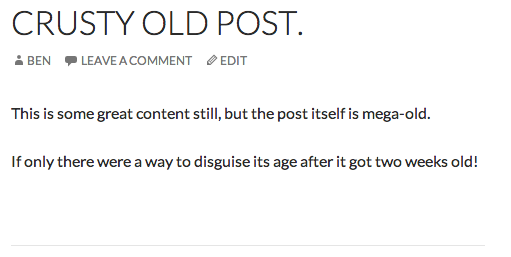 CRUSTY OLD POST.
BEN LEAVE A COMMENT EDIT
This is some great content still, but the post itself is mega-old.
If only there were a way to disguise its age after it got two weeks old!